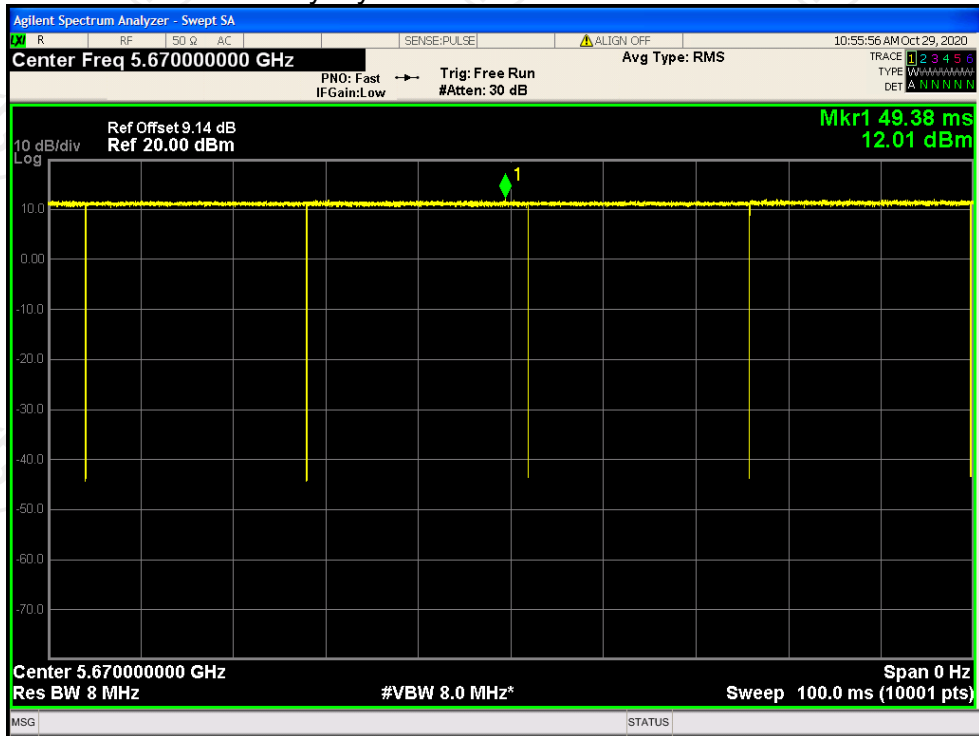 Agilent Spectrum Analyzer - Swept SA
LXI R RF 50 Ω AC SENSE:PULSE ALIGN OFF 10:55:56 AM Oct 29, 2020
Center Freq 5.670000000 GHz Avg Type: RMS TRACE 1 2 3 4 5 6
PNO: Fast Trig: Free Run TYPE W
IFGain:Low #Atten: 30 dB DET A N N N N N
Mkr1 49.38 ms
Ref Offset 9.14 dB
10 dB/div Ref 20.00 dBm 12.01 dBm
Log
1
10.0
0.00
-10.0
-20.0
-30.0
-40.0
-50.0
-60.0
-70.0
Center 5.670000000 GHz Span 0 Hz
Res BW 8 MHz #VBW 8.0 MHz* Sweep 100.0 ms (10001 pts)
MSG STATUS